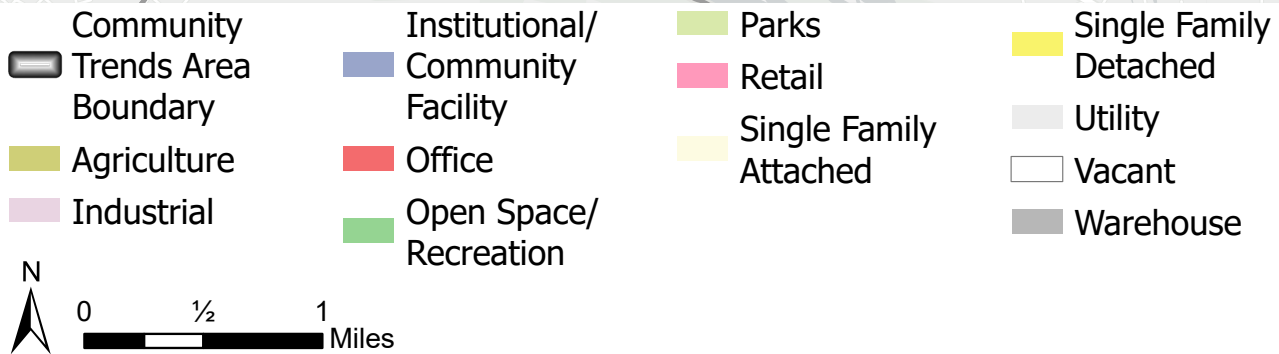 Community
Trends Area
Boundary
Agriculture
Industrial
Institutional/
Community
Facility
Office
Open Space/
Recreation
Parks
Retail
Single Family
Attached
Single Family
Detached
Utility
Vacant
Warehouse
N
0 ½ 1
Miles